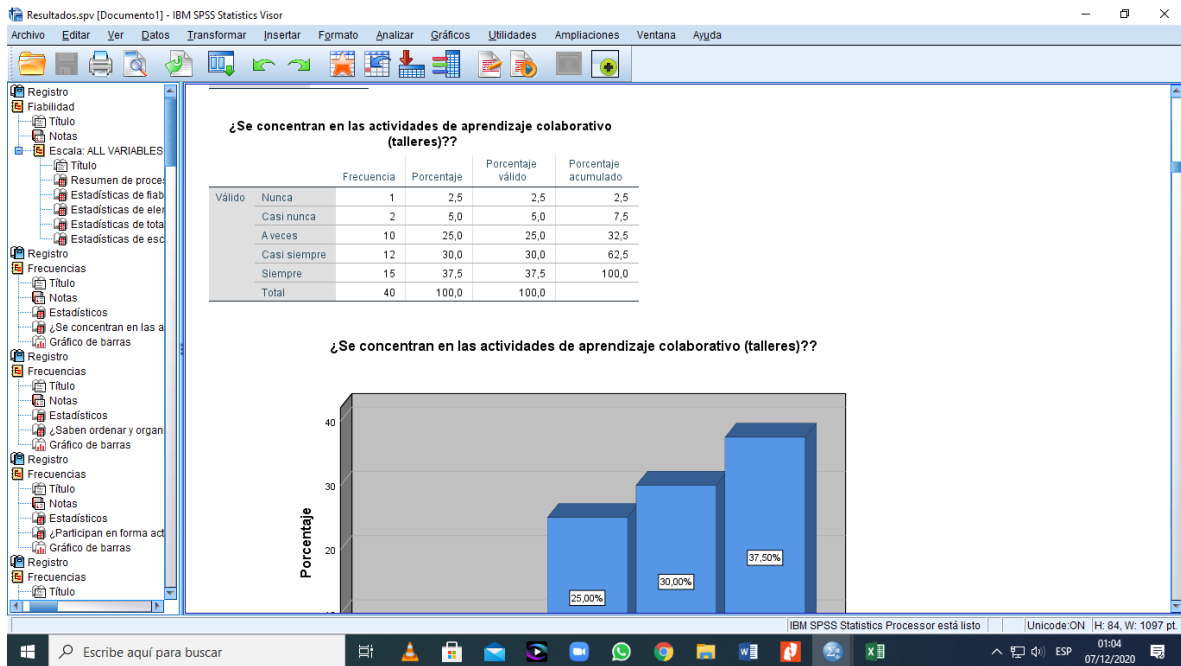 Resultados.spv [Documento1] - IBM SPSS Statistics Visor
Archivo Editar Ver Datos Transformar Insertar Formato Analizar Gráficos Utilidades Ampliaciones Ventana Ayuda
Registro
Fiabilidad
Título
Notas
Escala: ALL VARIABLES
Título
Resumen de proce
Estadísticas de fiab
Estadísticas de eler
Estadísticas de tota
Estadísticas de esc
Registro
Frecuencias
Título
Notas
Estadísticos
¿Se concentran en las a
Gráfico de barras
Registro
Frecuencias
Título
Notas
Estadísticos
¿Saben ordenar y organ
Gráfico de barras
Registro
Frecuencias
Título
Notas
Estadísticos
¿Participan en forma act
Gráfico de barras
Registro
Frecuencias
Título
¿Se concentran en las actividades de aprendizaje colaborativo
(talleres)??
Frecuencia Porcentaje Porcentaje válido Porcentaje acumulado
Válido Nunca 1 2,5 2,5 2,5
Casi nunca 2 5,0 5,0 7,5
A veces 10 25,0 25,0 32,5
Casi siempre 12 30,0 30,0 62,5
Siempre 15 37,5 37,5 100,0
Total 40 100,0 100,0
¿Se concentran en las actividades de aprendizaje colaborativo (talleres)??
Porcentaje
40
30
20
37,50%
30,00%
25,00%
IBM SPSS Statistics Processor está listo Unicode:ON H: 84, W: 1097 pt.
Escribe aquí para buscar
ESP
01:04
07/12/2020